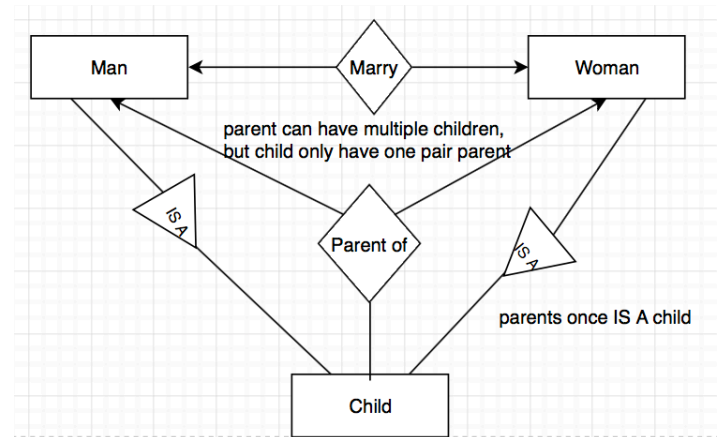 Man
Marry
Woman
parent can have multiple children,
but child only have one pair parent
IS A
Parent of
IS A
parents once IS A child
Child